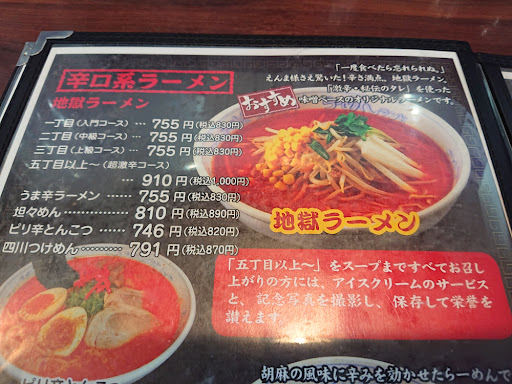 辛口系ラーメン
地獄ラーメン
一丁目(入門コース)… 755円(税込830円)
二丁目(中級コース)… 755円(税込830円)
三丁目(上級コース)… 755円(税込830円)
五丁目以上〜(超激辛コース)
… 910円(税込1,000円)
うま辛ラーメン…… 755円(税込830円)
坦々めん………… 810円(税込890円)
ピリ辛とんこつ…… 746円(税込820円)
四川つけめん……… 791円(税込870円)
「一度食べたら忘れられぬ。」
えんま様さえ驚いた!辛さ満点。地獄ラーメン。
「激辛・秘伝のタレ」を使った
味噌ベースのオリジナルラーメンです。
おすすめ
地獄ラーメン
「五丁目以上〜」をスープまですべてお召し
上がりの方には、アイスクリームのサービス
と、記念写真を撮影し、保存して栄誉を
讃えます。
ピリ辛とんこつ
胡麻の風味に辛みを効かせたらーめんで